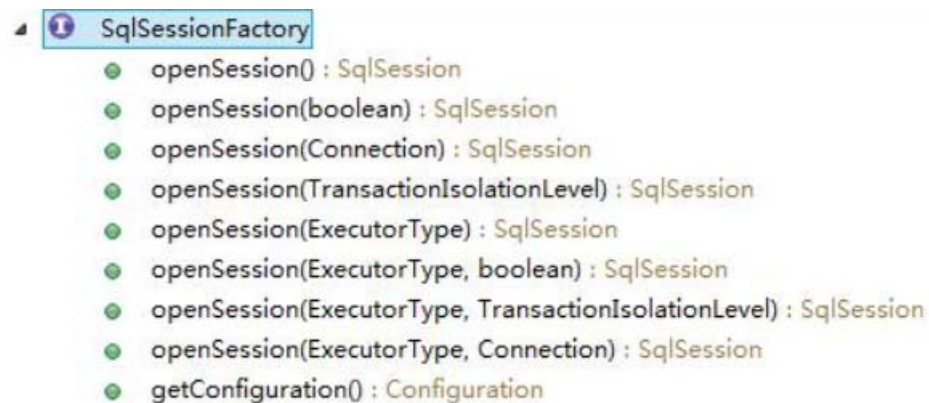 SqlSessionFactory
openSession() : SqlSession
openSession(boolean) : SqlSession
openSession(Connection) : SqlSession
openSession(TransactionIsolationLevel) : SqlSession
openSession(ExecutorType) : SqlSession
openSession(ExecutorType, boolean) : SqlSession
openSession(ExecutorType, TransactionIsolationLevel) : SqlSession
openSession(ExecutorType, Connection) : SqlSession
getConfiguration() : Configuration